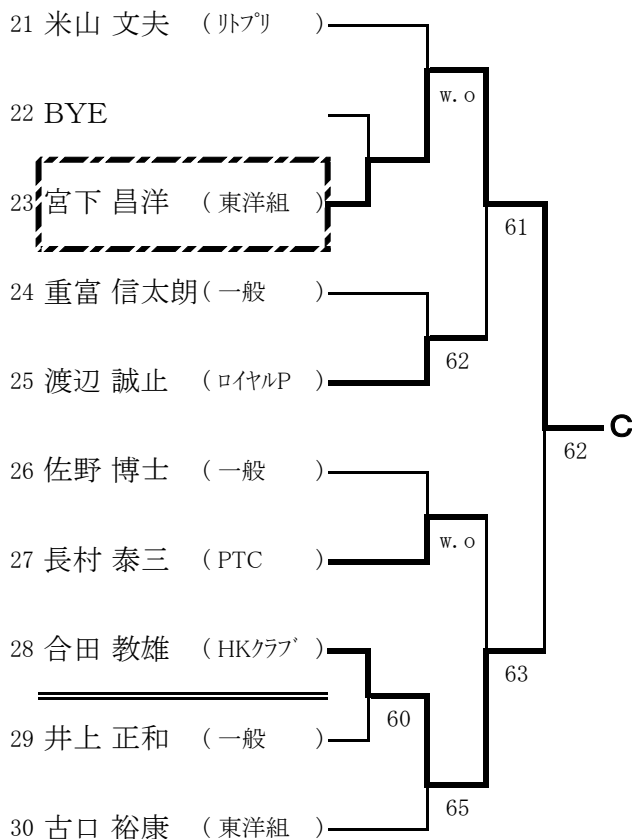 21 米山 文夫 ( ﾘﾄﾌﾟﾘ )
w. o
22 BYE
23 宮下 昌洋 ( 東洋組 )
61
24 重富 信太朗( 一般 )
62
25 渡辺 誠止 ( ﾛｲﾔﾙP )
62 C
26 佐野 博士 ( 一般 )
w. o
27 長村 泰三 ( PTC )
28 合田 教雄 ( HKｸﾗﾌﾞ )
63
60
29 井上 正和 ( 一般 )
65
30 古口 裕康 ( 東洋組 )